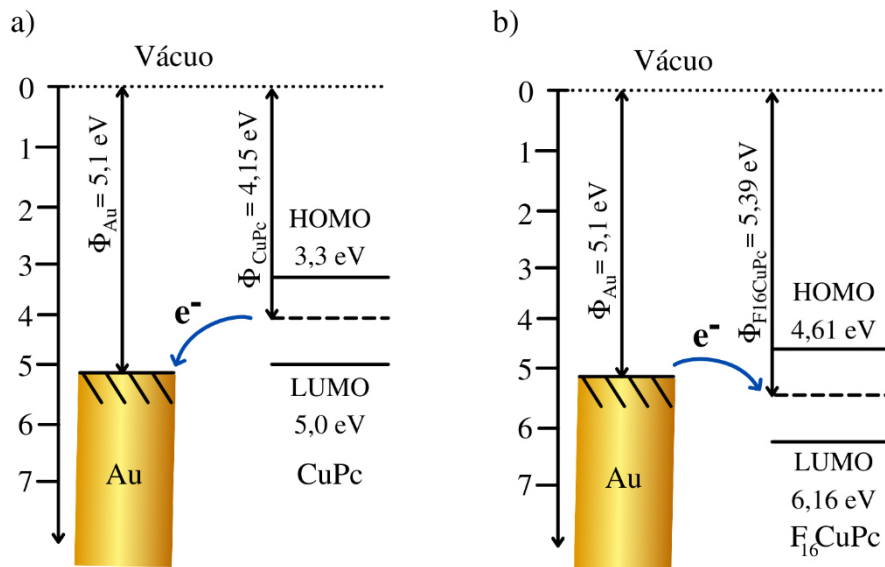 a)
Vácuo
0
1
2
3
4
5
6
7
Φ_Au = 5,1 eV
Φ_CuPc = 4,15 eV
HOMO
3,3 eV
e-
LUMO
5,0 eV
Au
CuPc
b)
Vácuo
0
1
2
3
4
5
6
7
Φ_Au = 5,1 eV
Φ_F16CuPc = 5,39 eV
HOMO
4,61 eV
e-
LUMO
6,16 eV
Au
F16CuPc